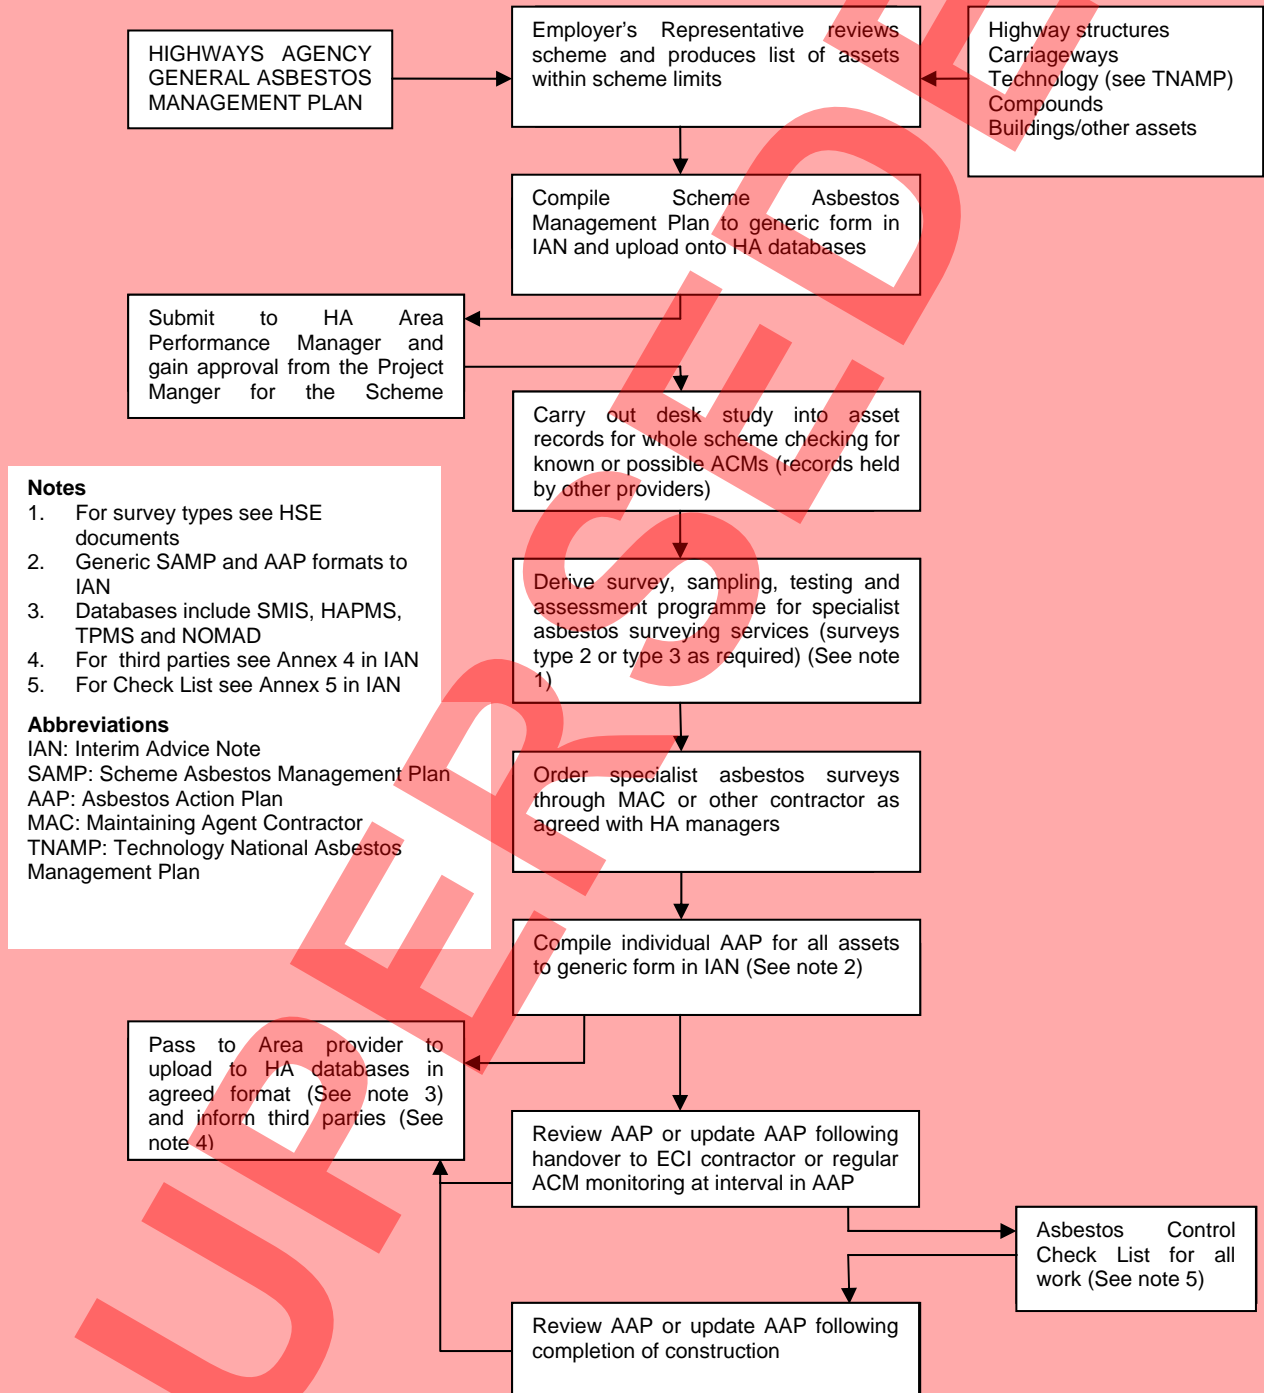 HIGHWAYS AGENCY
GENERAL ASBESTOS
MANAGEMENT PLAN
Employer's Representative reviews
scheme and produces list of assets
within scheme limits
Highway structures
Carriageways
Technology (see TNAMP)
Compounds
Buildings/other assets
Compile Scheme Asbestos
Management Plan to generic form in
IAN and upload onto HA databases
Submit to HA Area
Performance Manager and
gain approval from the Project
Manger for the Scheme
Carry out desk study into asset
records for whole scheme checking for
known or possible ACMs (records held
by other providers)
Notes
1. For survey types see HSE
documents
2. Generic SAMP and AAP formats to
IAN
3. Databases include SMIS, HAPMS,
TPMS and NOMAD
4. For third parties see Annex 4 in IAN
5. For Check List see Annex 5 in IAN
Abbreviations
IAN: Interim Advice Note
SAMP: Scheme Asbestos Management Plan
AAP: Asbestos Action Plan
MAC: Maintaining Agent Contractor
TNAMP: Technology National Asbestos
Management Plan
Derive survey, sampling, testing and
assessment programme for specialist
asbestos surveying services (surveys
type 2 or type 3 as required) (See note
1)
Order specialist asbestos surveys
through MAC or other contractor as
agreed with HA managers
Compile individual AAP for all assets
to generic form in IAN (See note 2)
Pass to Area provider to
upload to HA databases in
agreed format (See note 3)
and inform third parties (See
note 4)
Review AAP or update AAP following
handover to ECI contractor or regular
ACM monitoring at interval in AAP
Asbestos Control
Check List for all
work (See note 5)
Review AAP or update AAP following
completion of construction
UPERSEDE